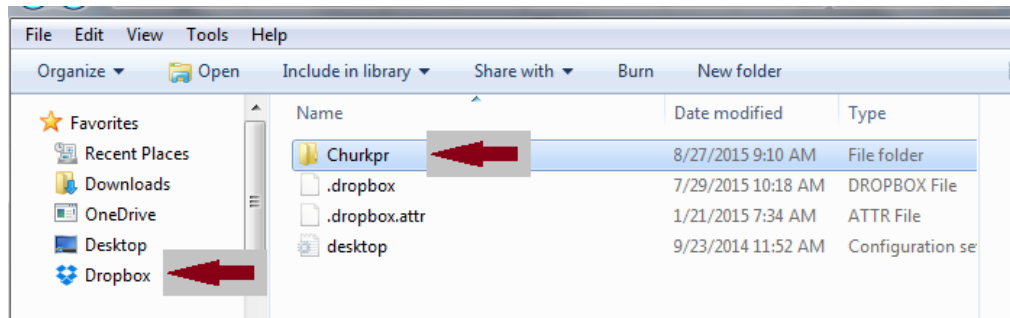 File Edit View Tools Help
Organize Open Include in library Share with Burn New folder
Favorites
Recent Places
Downloads
OneDrive
Desktop
Dropbox
Name Date modified Type
Churkpr 8/27/2015 9:10 AM File folder
.dropbox 7/29/2015 10:18 AM DROPBOX File
.dropbox.attr 1/21/2015 7:34 AM ATTR File
desktop 9/23/2014 11:52 AM Configuration se